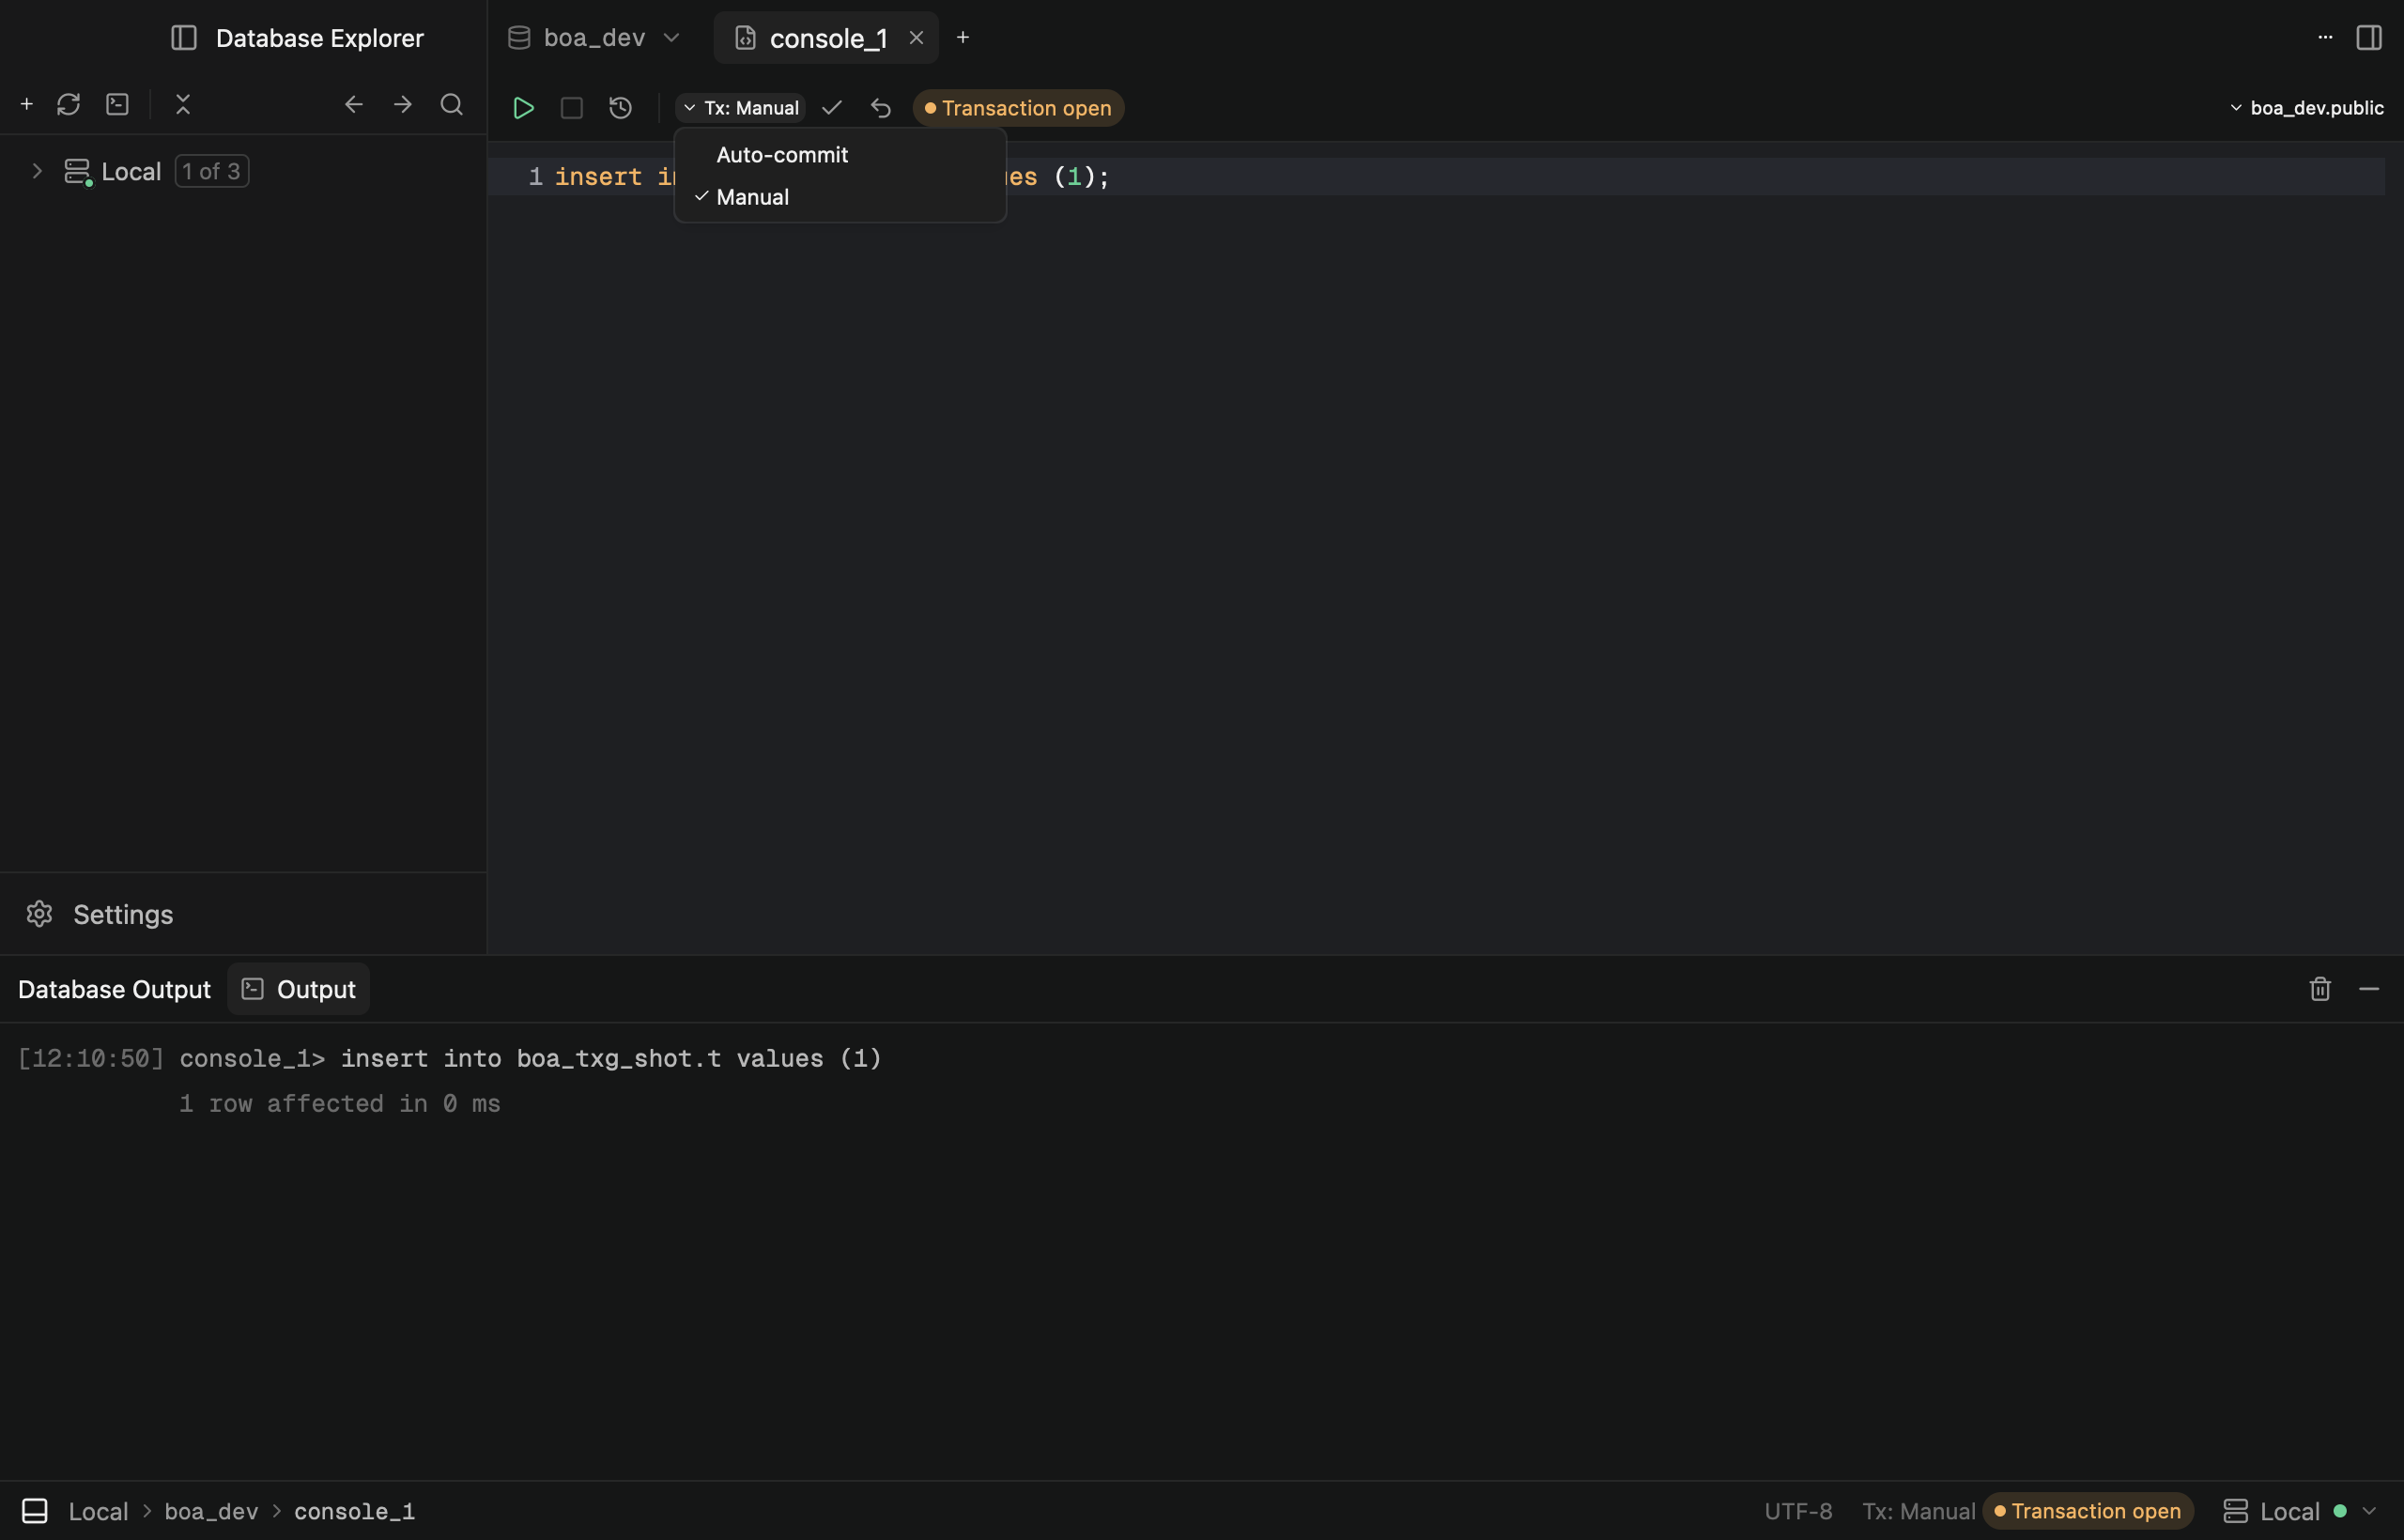 Database Explorer
boa_dev
console_1
Tx: Manual
Transaction open
boa_dev.public
Auto-commit
Manual
Local 1 of 3
1 insert
es (1);
Settings
Database Output
Output
[12:10:50] console_1> insert into boa_txg_shot.t values (1)
1 row affected in 0 ms
Local > boa_dev > console_1
UTF-8
Tx: Manual
Transaction open
Local